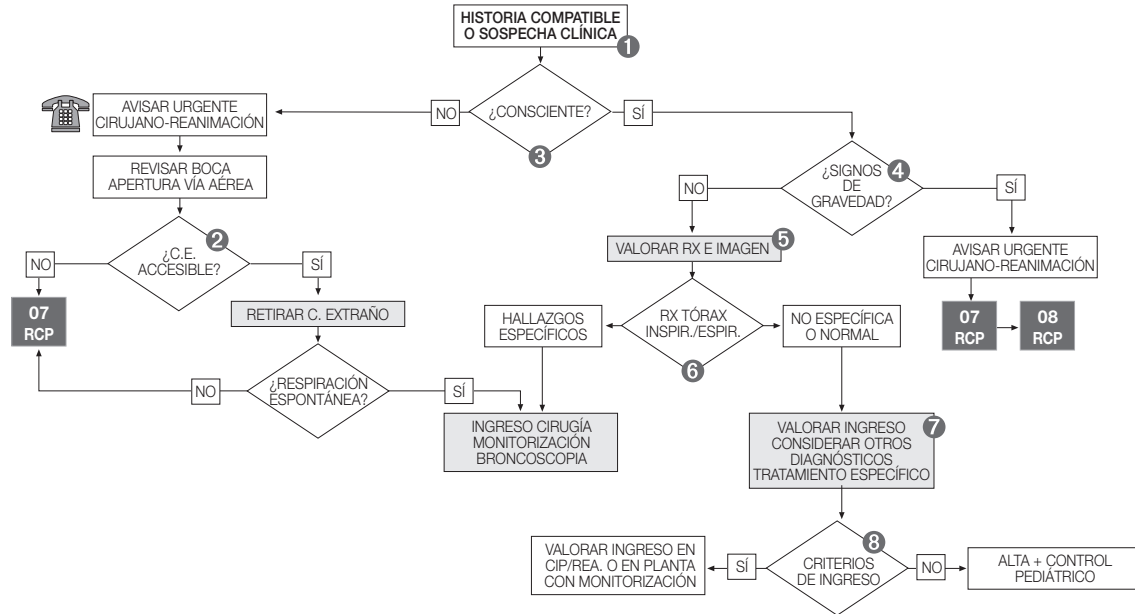 HISTORIA COMPATIBLE
O SOSPECHA CLÍNICA
1
¿CONSCIENTE?
3
NO
SÍ
AVISAR URGENTE
CIRUJANO-REANIMACIÓN
REVISAR BOCA
APERTURA VÍA AÉREA
¿C.E.
ACCESIBLE?
2
NO
SÍ
07
RCP
RETIRAR C. EXTRAÑO
¿RESPIRACIÓN
ESPONTÁNEA?
NO
SÍ
¿SIGNOS
DE
GRAVEDAD?
4
NO
SÍ
VALORAR RX E IMAGEN
5
AVISAR URGENTE
CIRUJANO-REANIMACIÓN
07
RCP
08
RCP
RX TÓRAX
INSPIR./ESPIR.
6
HALLAZGOS
ESPECÍFICOS
NO ESPECÍFICA
O NORMAL
INGRESO CIRUGÍA
MONITORIZACIÓN
BRONCOSCOPIA
VALORAR INGRESO
CONSIDERAR OTROS
DIAGNÓSTICOS
TRATAMIENTO ESPECÍFICO
7
CRITERIOS
DE INGRESO
8
SÍ
NO
VALORAR INGRESO EN
CIP/REA. O EN PLANTA
CON MONITORIZACIÓN
ALTA + CONTROL
PEDIÁTRICO